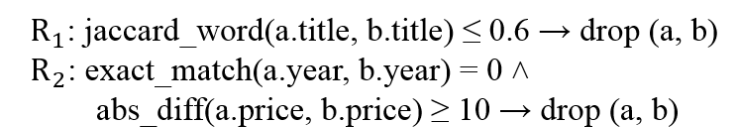 R₁: jaccard_word(a.title, b.title) ≤ 0.6 → drop (a, b)
R₂: exact_match(a.year, b.year) = 0 ∧
abs_diff(a.price, b.price) ≥ 10 → drop (a, b)